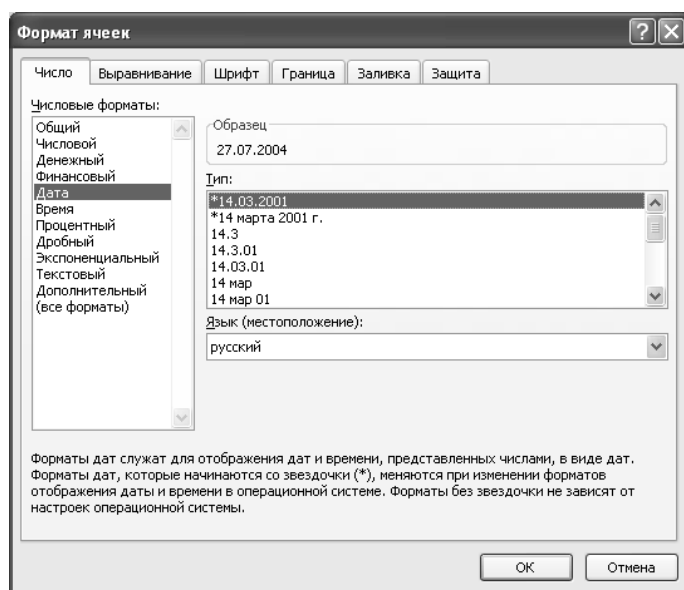 Формат ячеек
Число Выравнивание Шрифт Граница Заливка Защита
Числовые форматы:
Общий
Числовой
Денежный
Финансовый
Дата
Время
Процентный
Дробный
Экспоненциальный
Текстовый
Дополнительный
(все форматы)
Образец
27.07.2004
Тип:
*14.03.2001
*14 марта 2001 г.
14.3
14.3.01
14.03.01
14 мар
14 мар 01
Язык (местоположение):
русский
Форматы дат служат для отображения дат и времени, представленных числами, в виде дат.
Форматы дат, которые начинаются со звездочки (*), меняются при изменении форматов
отображения даты и времени в операционной системе. Форматы без звездочки не зависят от
настроек операционной системы.
ОК Отмена